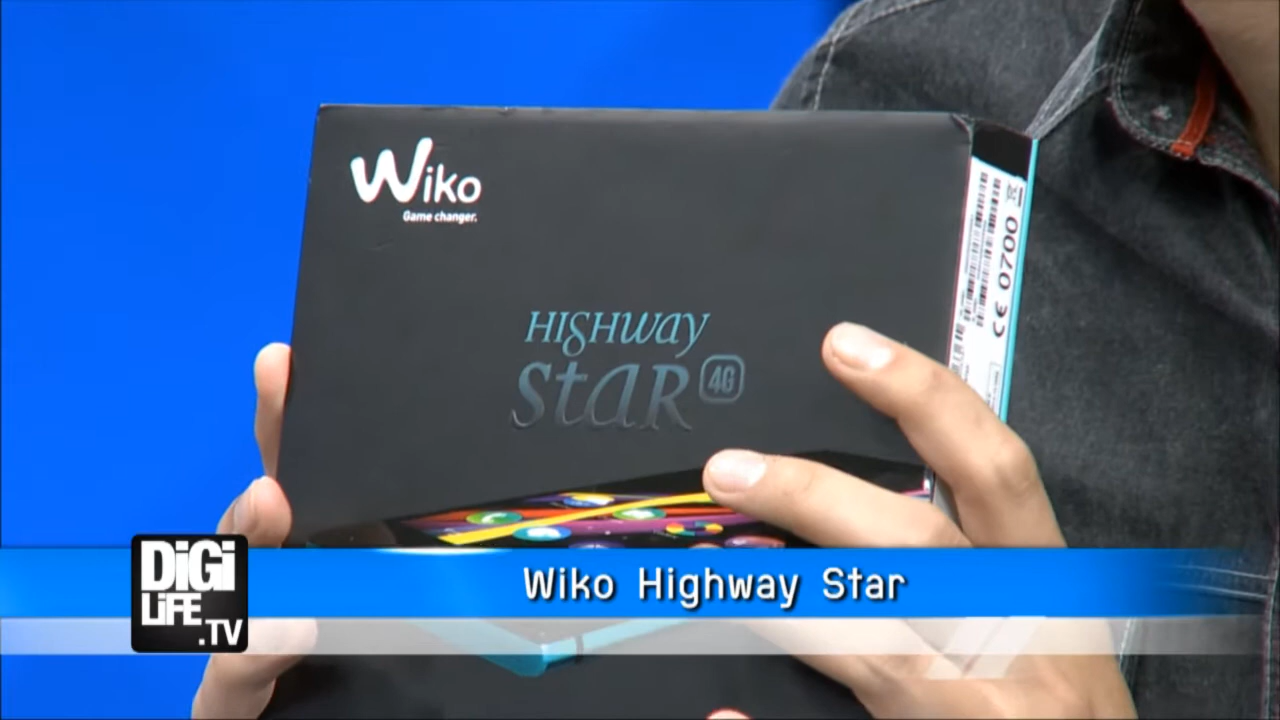 Wiko
Game changer.
HIGHWAY
StaR 4G
CE 0700
Wiko Highway Star
DiGi
LiFE
.TV